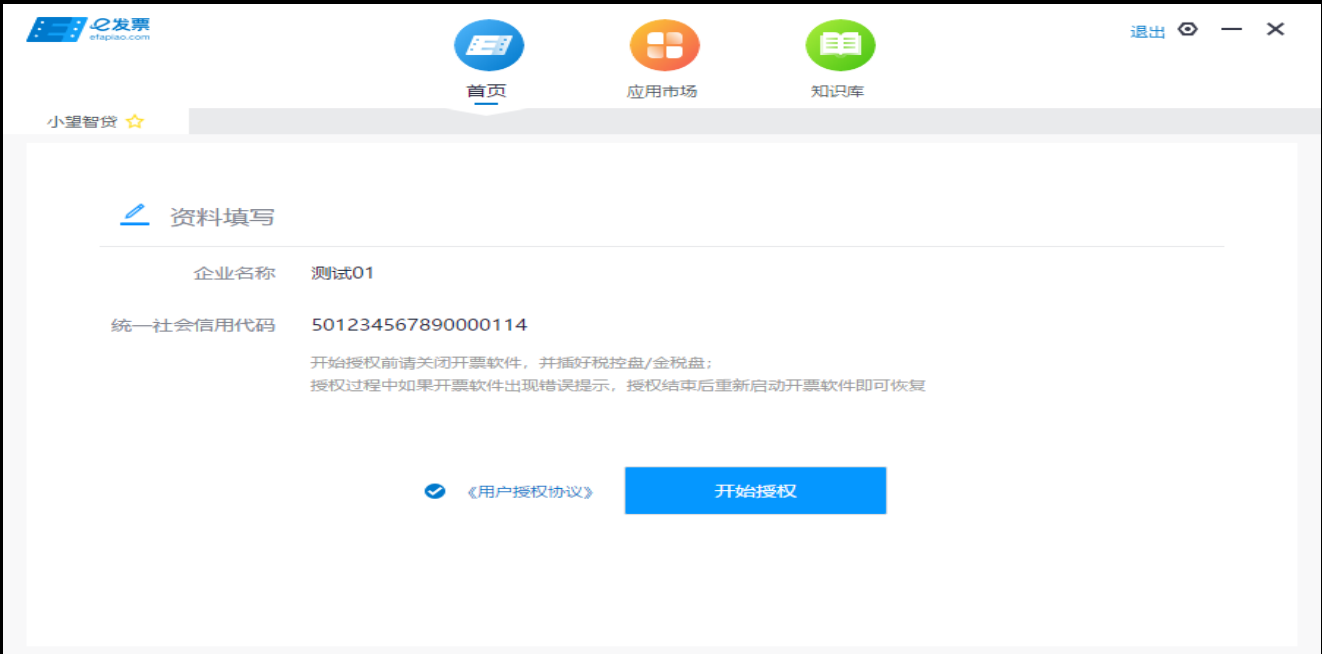 e发票
efapiao.com
首页
应用市场
知识库
退出
小望智贷
资料填写
企业名称 测试01
统一社会信用代码 501234567890000114
开始授权前请关闭开票软件，并插好税控盘/金税盘；
授权过程中如果开票软件出现错误提示，授权结束后重新启动开票软件即可恢复
《用户授权协议》 开始授权